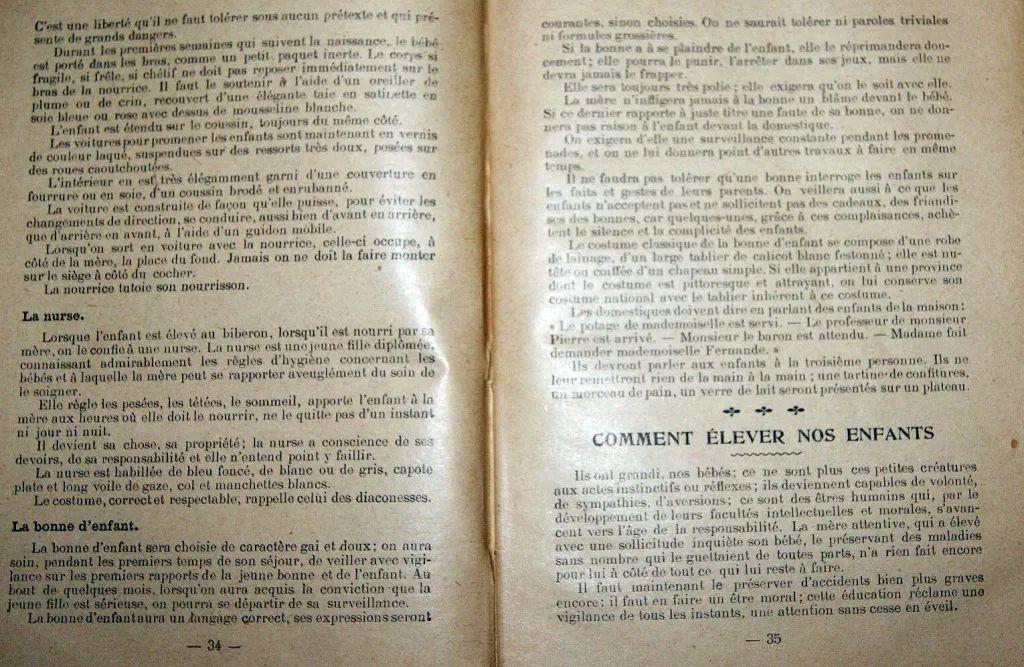 C'est une liberté qu'il ne faut tolérer sous aucun prétexte et qui pré-
sente de grands dangers.
Durant les premières semaines qui suivent la naissance, le bébé
est porté dans les bras, comme un petit paquet inerte. Le corps si
fragile, si frêle, si chétif ne doit pas reposer immédiatement sur le
bras de la nourrice. Il faut le soutenir à l'aide d'un oreiller de
plume ou de crin, recouvert d'une élégante taie en satinette en
soie bleue ou rose avec dessus de mousseline blanche.
L'enfant est étendu sur le coussin, toujours du même côté.
Les voitures pour promener les enfants sont maintenant en vernis
de couleur laqué, suspendues sur des ressorts très doux, posées sur
des roues caoutchoutées.
L'intérieur en est très élégamment garni d'une couverture en
fourrure ou en soie, d'un coussin brodé et enrubanné.
La voiture est construite de façon qu'elle puisse, pour éviter les
changements de direction, se conduire, aussi bien d'avant en arrière,
que d'arrière en avant, à l'aide d'un guidon mobile.
Lorsqu'on sort en voiture avec la nourrice, celle-ci occupe, à
côté de la mère, la place du fond. Jamais on ne doit la faire monter
sur le siège à côté du cocher.
La nourrice tutoie son nourrisson.
La nurse.
Lorsque l'enfant est élevé au biberon, lorsqu'il est nourri par sa
mère, on le confie à une nurse. La nurse est une jeune fille diplômée,
connaissant admirablement les règles d'hygiène concernant les
bébés et à laquelle la mère peut se rapporter aveuglément du soin de
le soigner.
Elle règle les pesées, les tétées, le sommeil, apporte l'enfant à la
mère aux heures où elle doit le nourrir, ne le quitte pas d'un instant
ni jour ni nuit.
Il devient sa chose, sa propriété; la nurse a conscience de ses
devoirs, de sa responsabilité et elle n'entend point y faillir.
La nurse est habillée de bleu foncé, de blanc ou de gris, capote
plate et long voile de gaze, col et manchettes blancs.
Le costume, correct et respectable, rappelle celui des diaconesses.
La bonne d'enfant.
La bonne d'enfant sera choisie de caractère gai et doux; on aura
soin, pendant les premiers temps de son séjour, de veiller avec vigi-
lance sur les premiers rapports de la jeune bonne et de l'enfant. Au
bout de quelques mois, lorsqu'on aura acquis la conviction que la
jeune fille est sérieuse, on pourra se départir de sa surveillance.
La bonne d'enfant aura un langage correct, ses expressions seront
— 34 —
courantes, sinon choisies. On ne saurait tolérer ni paroles triviales
ni formules grossières.
Si la bonne a à se plaindre de l'enfant, elle le réprimandera dou-
cement; elle pourra le punir, l'arrêter dans ses jeux, mais elle ne
devra jamais le frapper.
Elle sera toujours très polie; elle exigera qu'on le soit avec elle.
La mère n'infligera jamais à la bonne un blâme devant le bébé.
Si ce dernier rapporte à juste titre une faute de sa bonne, on ne don-
nera pas raison à l'enfant devant la domestique.
On exigera d'elle une surveillance constante pendant les prome-
nades, et on ne lui donnera point d'autres travaux à faire en même
temps.
Il ne faudra pas tolérer qu'une bonne interroge les enfants sur
les faits et gestes de leurs parents. On veillera aussi à ce que les
enfants n'acceptent pas et ne sollicitent pas des cadeaux, des friandi-
ses des bonnes, car quelques-unes, grâce à ces complaisances, achè-
tent le silence et la complicité des enfants.
Le costume classique de la bonne d'enfant se compose d'une robe
de lainage, d'un large tablier de calicot blanc festonné; elle est nu-
tête ou coiffée d'un chapeau simple. Si elle appartient à une province
dont le costume est pittoresque et attrayant, on lui conserve son
costume national avec le tablier inhérent à ce costume.
Les domestiques doivent dire en parlant des enfants de la maison:
« Le potage de mademoiselle est servi. — Le professeur de monsieur
Pierre est arrivé. — Monsieur le baron est attendu. — Madame fait
demander mademoiselle Fernande. »
Ils devront parler aux enfants à la troisième personne. Ils ne
leur remettront rien de la main à la main; une tartine de confitures,
un morceau de pain, un verre de lait seront présentés sur un plateau.
COMMENT ÉLEVER NOS ENFANTS
Ils ont grandi, nos bébés; ce ne sont plus ces petites créatures
aux actes instinctifs ou réflexes; ils deviennent capables de volonté,
de sympathies, d'aversions; ce sont des êtres humains qui, par le
développement de leurs facultés intellectuelles et morales, s'avan-
cent vers l'âge de la responsabilité. La mère attentive, qui a élevé
avec une sollicitude inquiète son bébé, le préservant des maladies
sans nombre qui le guettaient de toutes parts, n'a rien fait encore
pour lui à côté de tout ce qui lui reste à faire.
Il faut maintenant le préserver d'accidents bien plus graves
encore: il faut en faire un être moral; cette éducation réclame une
vigilance de tous les instants, une attention sans cesse en éveil.
— 35